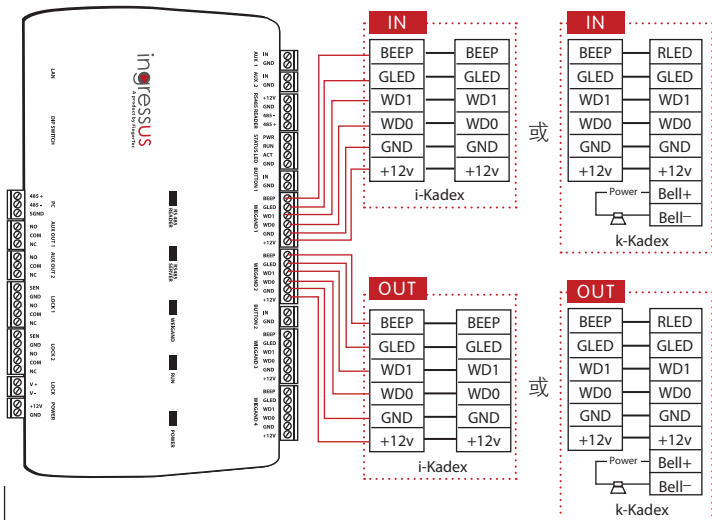 ingressus
A product by FingerTec
LAN
DIP SWITCH
485 +
485 -
SGND
PC
NO
COM
NC
AUX OUT 1
NO
COM
NC
AUX OUT 2
SEN
GND
NO
COM
NC
LOCK 1
SEN
GND
NO
COM
NC
LOCK 2
V +
V -
LOCK
+12V
GND
POWER
RS 485 READER
RS485 SERVER
WIEGAND
RUN
POWER
AUX 1
IN
GND
AUX 2
IN
GND
RS485 READER
+12V
GND
485 -
485 +
STATUS LED
PWR
RUN
ACT
GND
BUTTON 1
IN
GND
WIEGAND 1
BEEP
GLED
WD1
WD0
GND
+12V
WIEGAND 2
BEEP
GLED
WD1
WD0
GND
+12V
BUTTON 2
IN
GND
WIEGAND 3
BEEP
GLED
WD1
WD0
GND
+12V
WIEGAND 4
BEEP
GLED
WD1
WD0
GND
+12V
IN
BEEP BEEP
GLED GLED
WD1 WD1
WD0 WD0
GND GND
+12v +12v
i-Kadex
或
IN
BEEP RLED
GLED GLED
WD1 WD1
WD0 WD0
GND GND
+12v +12v
Power Bell+
Bell–
k-Kadex
OUT
BEEP BEEP
GLED GLED
WD1 WD1
WD0 WD0
GND GND
+12v +12v
i-Kadex
或
OUT
BEEP RLED
GLED GLED
WD1 WD1
WD0 WD0
GND GND
+12v +12v
Power Bell+
Bell–
k-Kadex